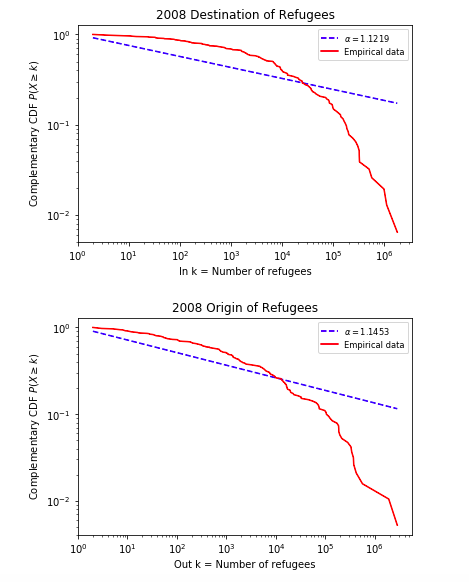 2008 Destination of Refugees
α = 1.1219
Empirical data
10⁰
10⁻¹
10⁻²
Complementary CDF P(X ≥ k)
10⁰ 10¹ 10² 10³ 10⁴ 10⁵ 10⁶
In k = Number of refugees
2008 Origin of Refugees
α = 1.1453
Empirical data
10⁰
10⁻¹
10⁻²
Complementary CDF P(X ≥ k)
10⁰ 10¹ 10² 10³ 10⁴ 10⁵ 10⁶
Out k = Number of refugees